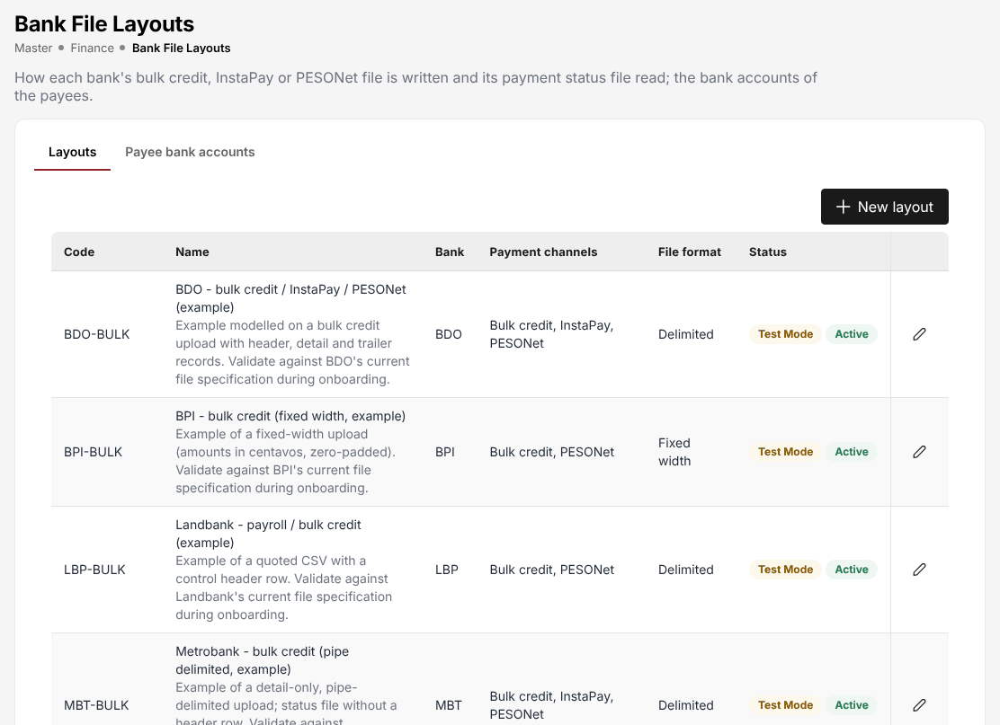 Bank File Layouts
Master • Finance • Bank File Layouts
How each bank's bulk credit, InstaPay or PESONet file is written and its payment status file read; the bank accounts of
the payees.
Layouts Payee bank accounts
New layout
Code Name Bank Payment channels File format Status
BDO-BULK
BDO - bulk credit / InstaPay / PESONet
(example)
Example modelled on a bulk credit
upload with header, detail and trailer
records. Validate against BDO's current
file specification during onboarding.
BDO
Bulk credit, InstaPay,
PESONet
Delimited
Test Mode Active
BPI-BULK
BPI - bulk credit (fixed width, example)
Example of a fixed-width upload
(amounts in centavos, zero-padded).
Validate against BPI's current file
specification during onboarding.
BPI
Bulk credit, PESONet
Fixed
width
Test Mode Active
LBP-BULK
Landbank - payroll / bulk credit
(example)
Example of a quoted CSV with a
control header row. Validate against
Landbank's current file specification
during onboarding.
LBP
Bulk credit, PESONet
Delimited
Test Mode Active
MBT-BULK
Metrobank - bulk credit (pipe
delimited, example)
Example of a detail-only, pipe-
delimited upload; status file without a
header row. Validate against
MBT
Bulk credit, InstaPay,
PESONet
Delimited
Test Mode Active